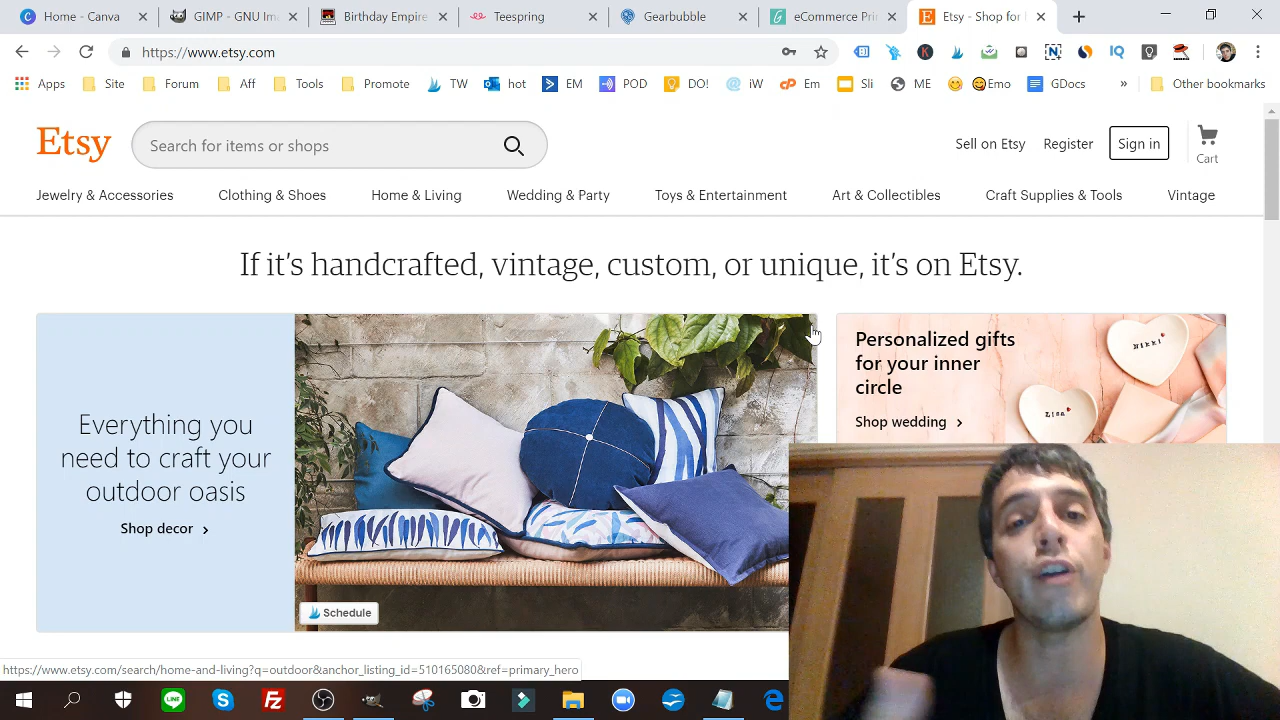 Home - Canva
GIMP - GNU Im
Birthday Empire
Teespring
Gearbubble
eCommerce Pri
Etsy - Shop for
https://www.etsy.com
Apps
Site
Forum
Aff
Tools
Promote
TW
hot
EM
POD
DO!
iW
Em
Sli
ME
Emo
GDocs
»
Other bookmarks
Etsy
Search for items or shops
Sell on Etsy
Register
Sign in
Cart
Jewelry & Accessories
Clothing & Shoes
Home & Living
Wedding & Party
Toys & Entertainment
Art & Collectibles
Craft Supplies & Tools
Vintage
If it's handcrafted, vintage, custom, or unique, it's on Etsy.
Everything you
need to craft your
outdoor oasis
Shop decor
Schedule
Personalized gifts
for your inner
circle
Shop wedding
Nikki
Lisa
https://www.etsy.com/search/home-and-living?q=outdoor&anchor_listing_id=510165080&ref=primary_hero
LINE